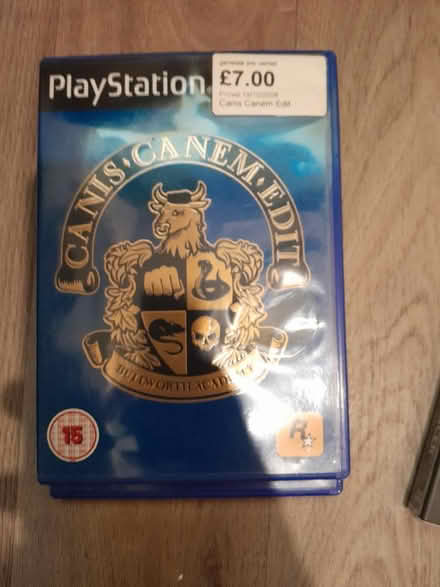 PlayStation
£7.00
Canis Canem Edit
CANIS·CANEM·EDIT
BULLWORTH ACADEMY
15
R